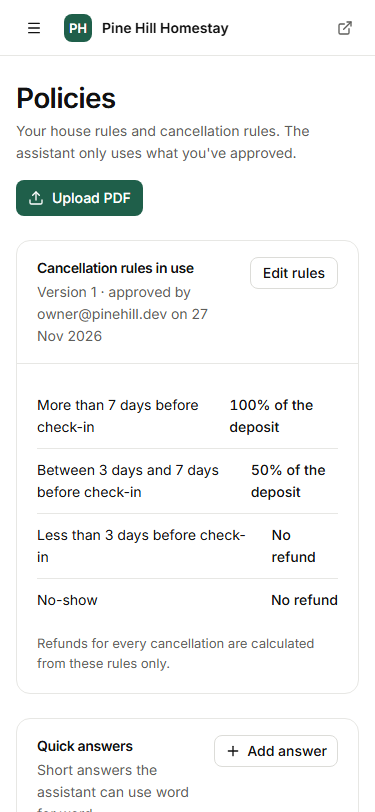 PH Pine Hill Homestay
Policies
Your house rules and cancellation rules. The
assistant only uses what you've approved.
Upload PDF
Cancellation rules in use
Edit rules
Version 1 · approved by
owner@pinehill.dev on 27
Nov 2026
More than 7 days before
check-in
100% of the
deposit
Between 3 days and 7 days
before check-in
50% of the
deposit
Less than 3 days before check-
in
No
refund
No-show
No refund
Refunds for every cancellation are calculated
from these rules only.
Quick answers
Add answer
Short answers the
assistant can use word